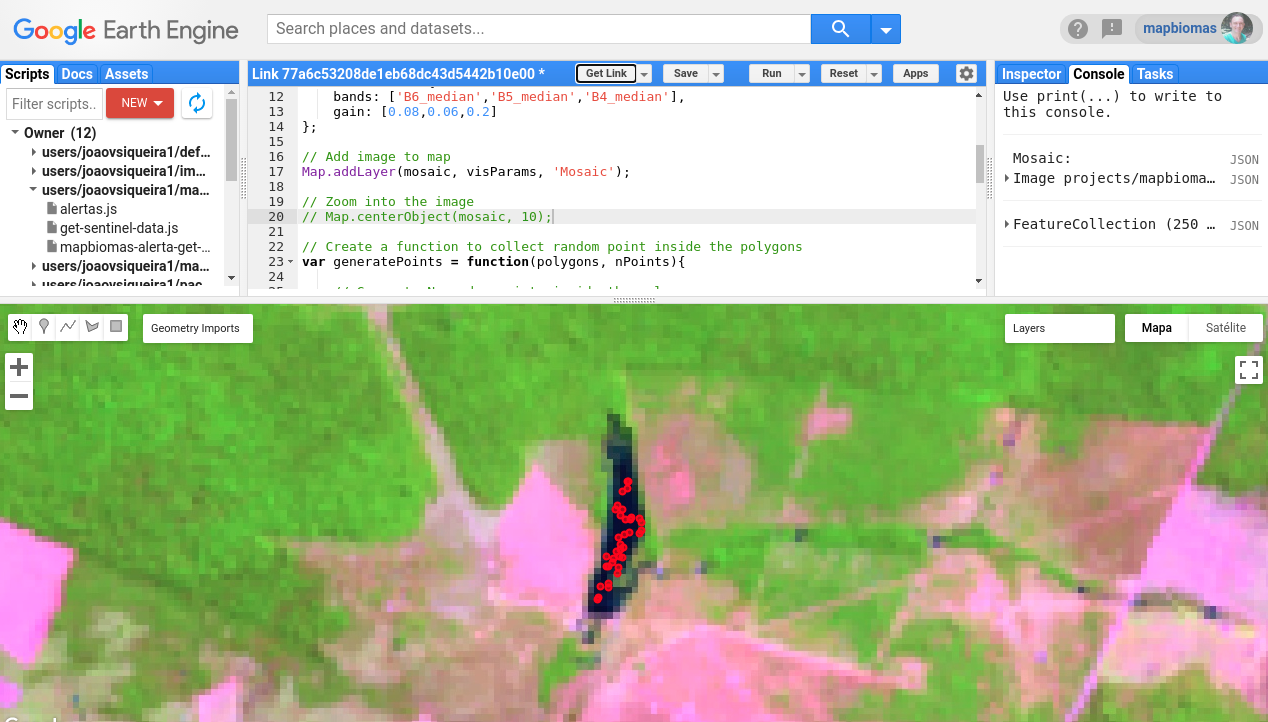 Google Earth Engine
Search places and datasets...
mapbiomas
Scripts
Docs
Assets
Filter scripts..
NEW
Owner (12)
users/joaovsiqueira1/def...
users/joaovsiqueira1/im...
users/joaovsiqueira1/ma...
alertas.js
get-sentinel-data.js
mapbiomas-alerta-get-...
users/joaovsiqueira1/ma...
users/joaovsiqueira1/pac
Link 77a6c53208de1eb68dc43d5442b10e00 *
Get Link
Save
Run
Reset
Apps
12 bands: ['B6_median','B5_median','B4_median'],
13 gain: [0.08,0.06,0.2]
14 };
15
16 // Add image to map
17 Map.addLayer(mosaic, visParams, 'Mosaic');
18
19 // Zoom into the image
20 // Map.centerObject(mosaic, 10);
21
22 // Create a function to collect random point inside the polygons
23 var generatePoints = function(polygons, nPoints){
24
Inspector
Console
Tasks
Use print(...) to write to
this console.
Mosaic:
JSON
Image projects/mapbioma…
JSON
FeatureCollection (250 …
JSON
Geometry Imports
Layers
Mapa
Satélite